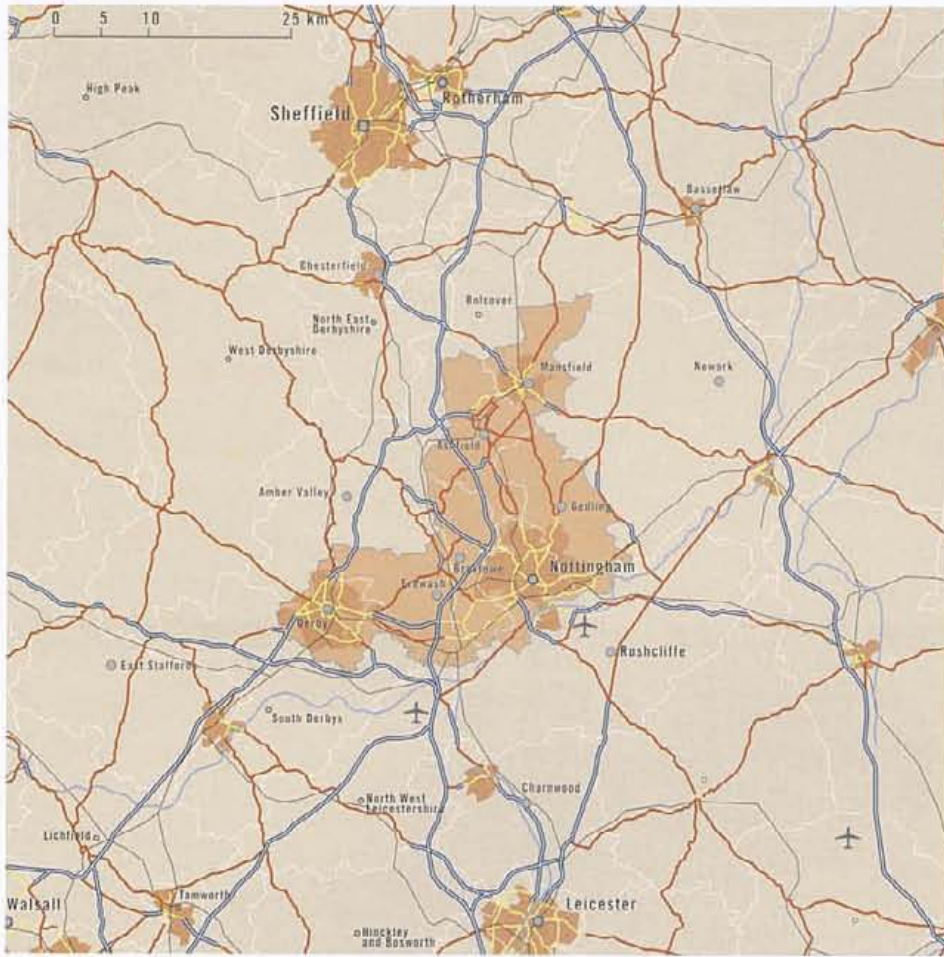 0 5 10 25 km
High Peak
Rotherham
Sheffield
Bassetlaw
Chesterfield
Bolsover
North East
Derbyshire
West Derbyshire
Mansfield
Newark
Ashfield
Amber Valley
Gedling
Broxtowe
Nottingham
Erewash
Derby
East Stafford
Rushcliffe
South Derbys
Charnwood
North West
Leicestershire
Lichfield
Tamworth
Walsall
Leicester
Hinckley
and Bosworth